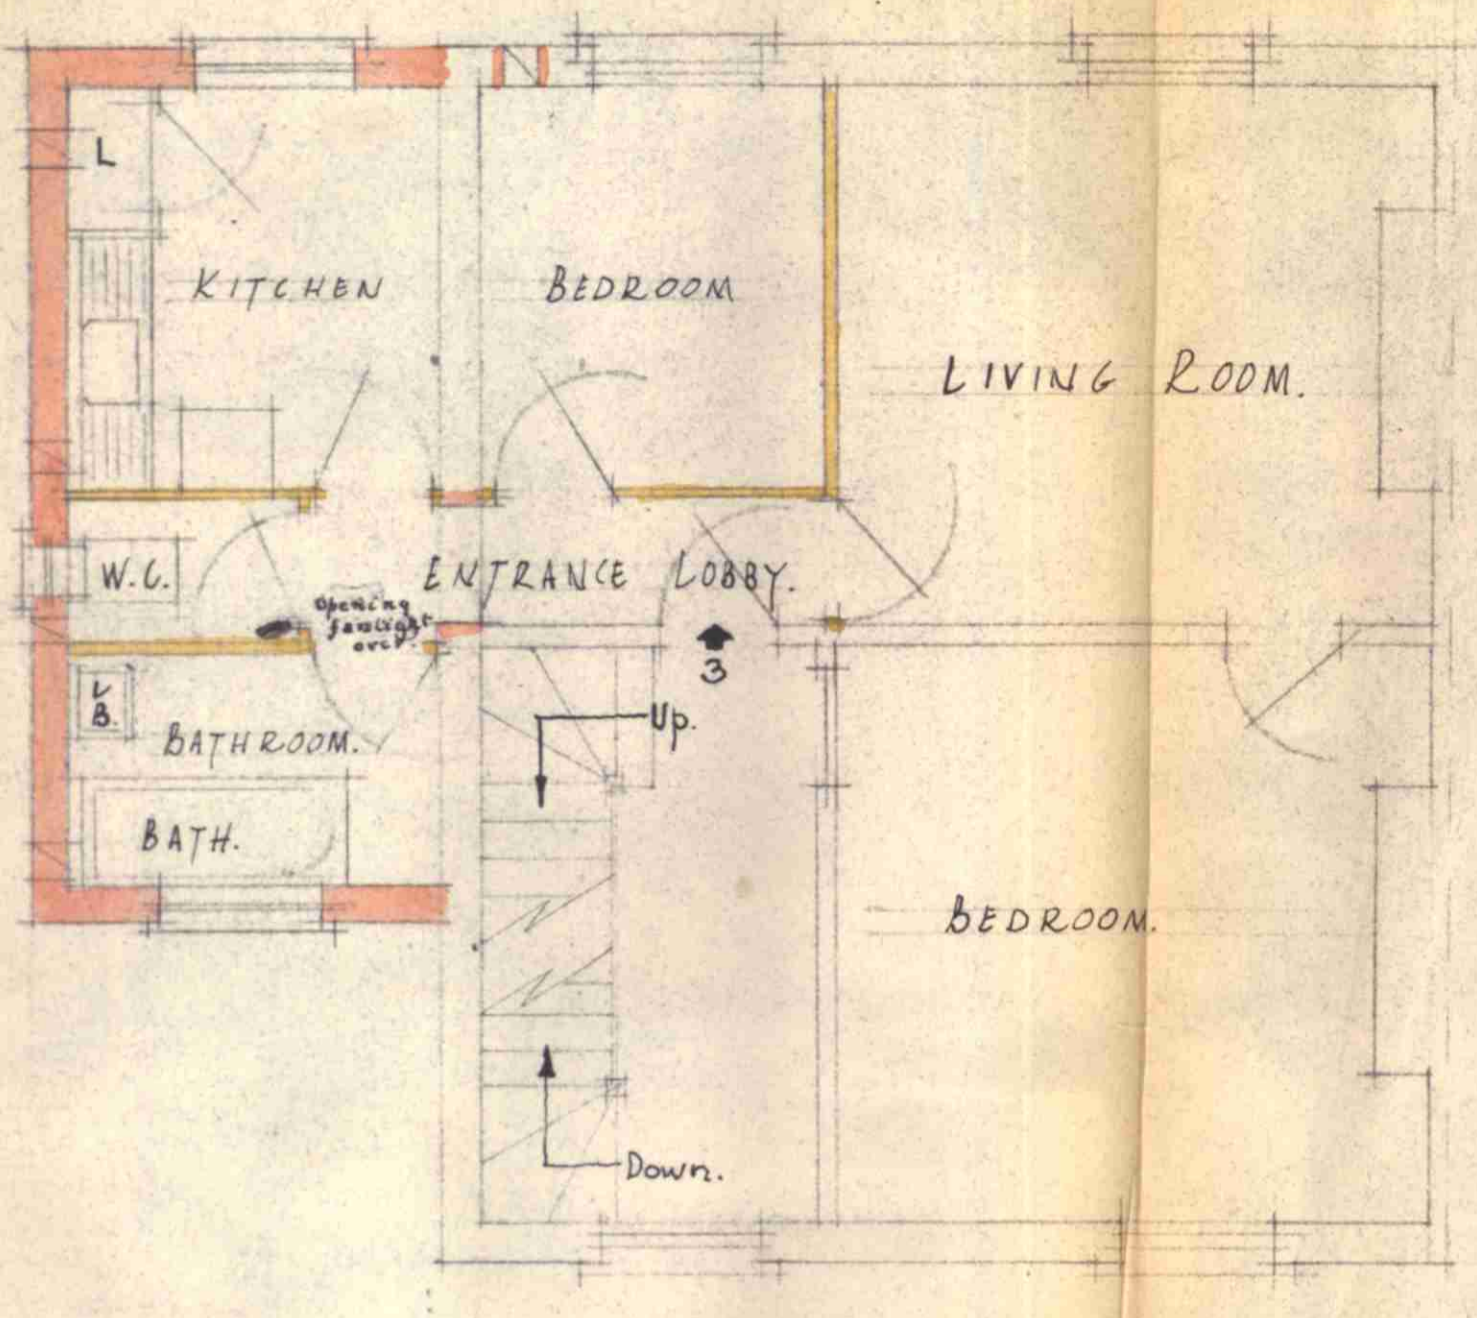 L
KITCHEN
BEDROOM
LIVING ROOM.
W.C.
ENTRANCE LOBBY.
Opening
fanlight
over.
3
L
B.
BATHROOM.
Up.
BATH.
BEDROOM.
Down.